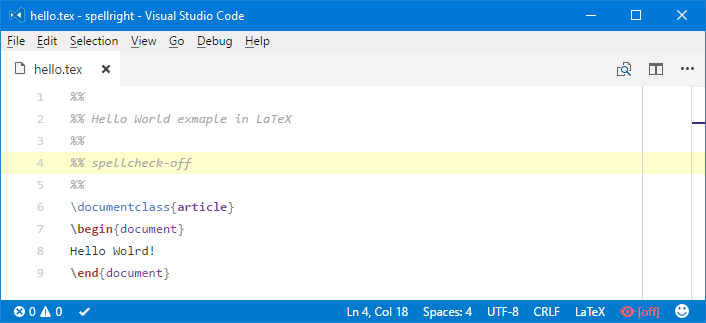 hello.tex - spellright - Visual Studio Code
File Edit Selection View Go Debug Help
hello.tex
1 %%
2 %% Hello World exmaple in LaTeX
3 %%
4 %% spellcheck-off
5 %%
6 \documentclass{article}
7 \begin{document}
8 Hello Wolrd!
9 \end{document}
0 0 Ln 4, Col 18 Spaces: 4 UTF-8 CRLF LaTeX [off]